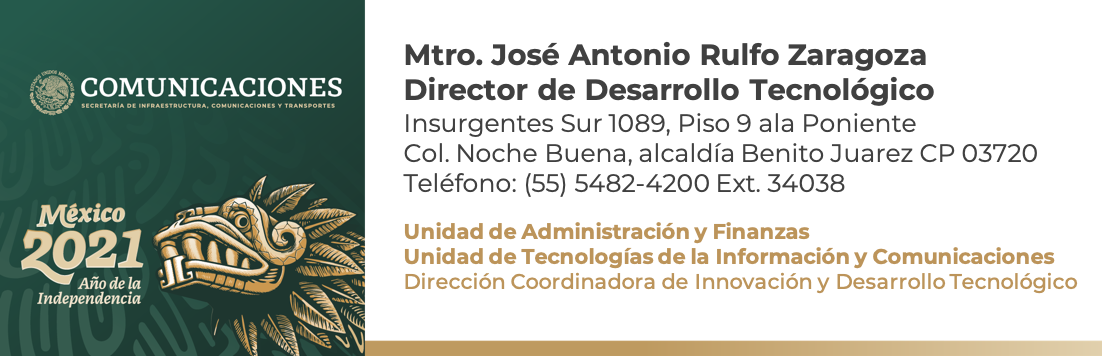 COMUNICACIONES
SECRETARÍA DE INFRAESTRUCTURA, COMUNICACIONES Y TRANSPORTES
México
2021
Año de la
Independencia
Mtro. José Antonio Rulfo Zaragoza
Director de Desarrollo Tecnológico
Insurgentes Sur 1089, Piso 9 ala Poniente
Col. Noche Buena, alcaldía Benito Juarez CP 03720
Teléfono: (55) 5482-4200 Ext. 34038
Unidad de Administración y Finanzas
Unidad de Tecnologías de la Información y Comunicaciones
Dirección Coordinadora de Innovación y Desarrollo Tecnológico